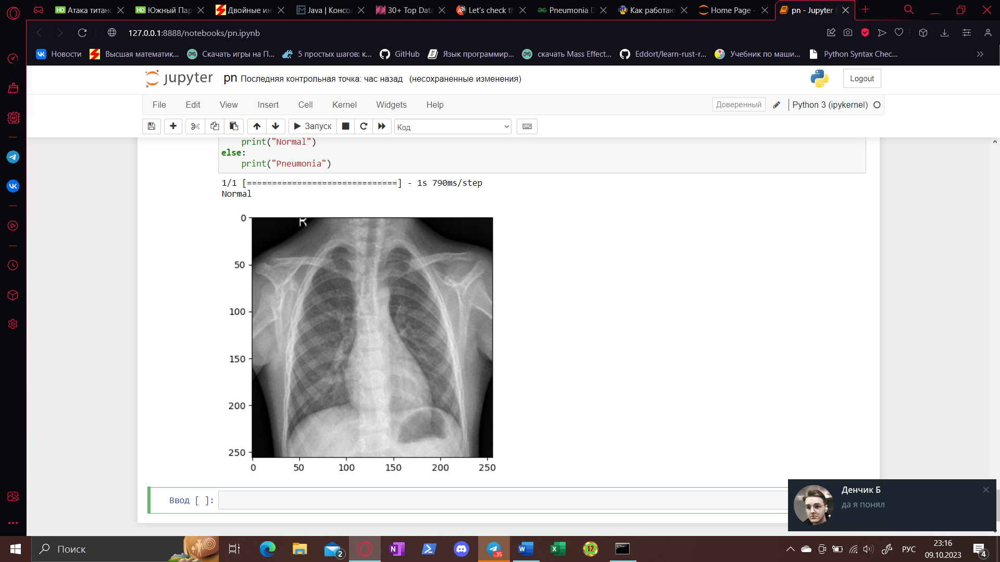 Атака титанс
Южный Пар
Двойные ин
Java | Консол
30+ Top Data
Let's check th
Pneumonia D
Как работаю
Home Page -
pn - Jupyter
127.0.0.1:8888/notebooks/pn.ipynb
Новости
Высшая математик...
Скачать игры на П...
5 простых шагов: к...
GitHub
Язык программир...
скачать Mass Effect...
Eddort/learn-rust-r...
Учебник по маши...
Python Syntax Chec...
jupyter pn Последняя контрольная точка: час назад (несохраненные изменения)
Logout
File Edit View Insert Cell Kernel Widgets Help
Доверенный
Python 3 (ipykernel)
Запуск
Код
print("Normal")
else:
print("Pneumonia")
1/1 [==============================] - 1s 790ms/step
Normal
R
0
50
100
150
200
250
0 50 100 150 200 250
Ввод [ ]:
Денчик Б
да я понял
Поиск
2
..35
12
РУС
23:16
09.10.2023
4